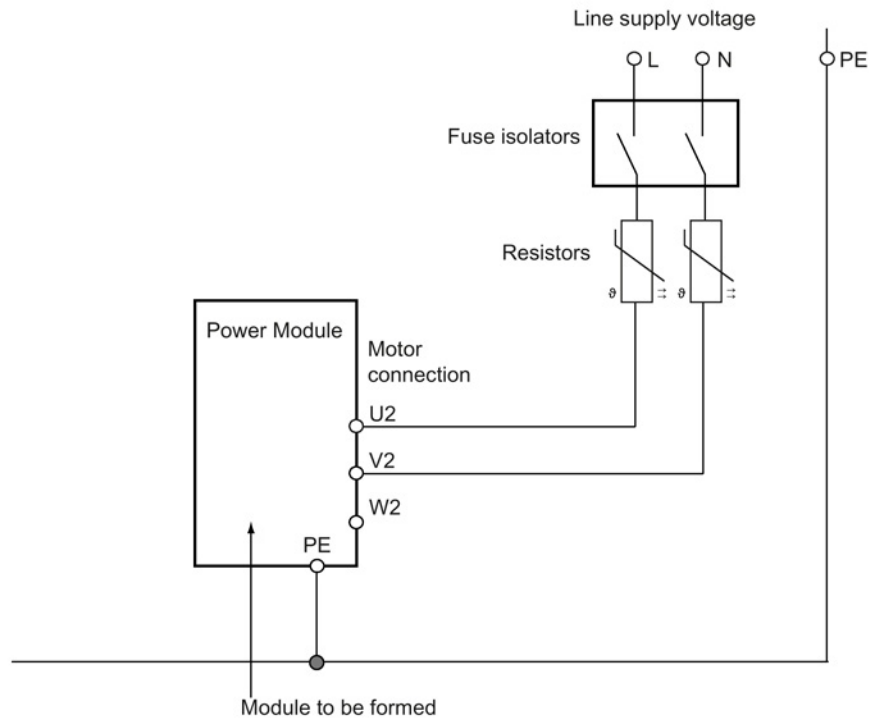 Line supply voltage
L
N
PE
Fuse isolators
Resistors
ϑ
ϑ
Power Module
Motor
connection
U2
V2
W2
PE
Module to be formed